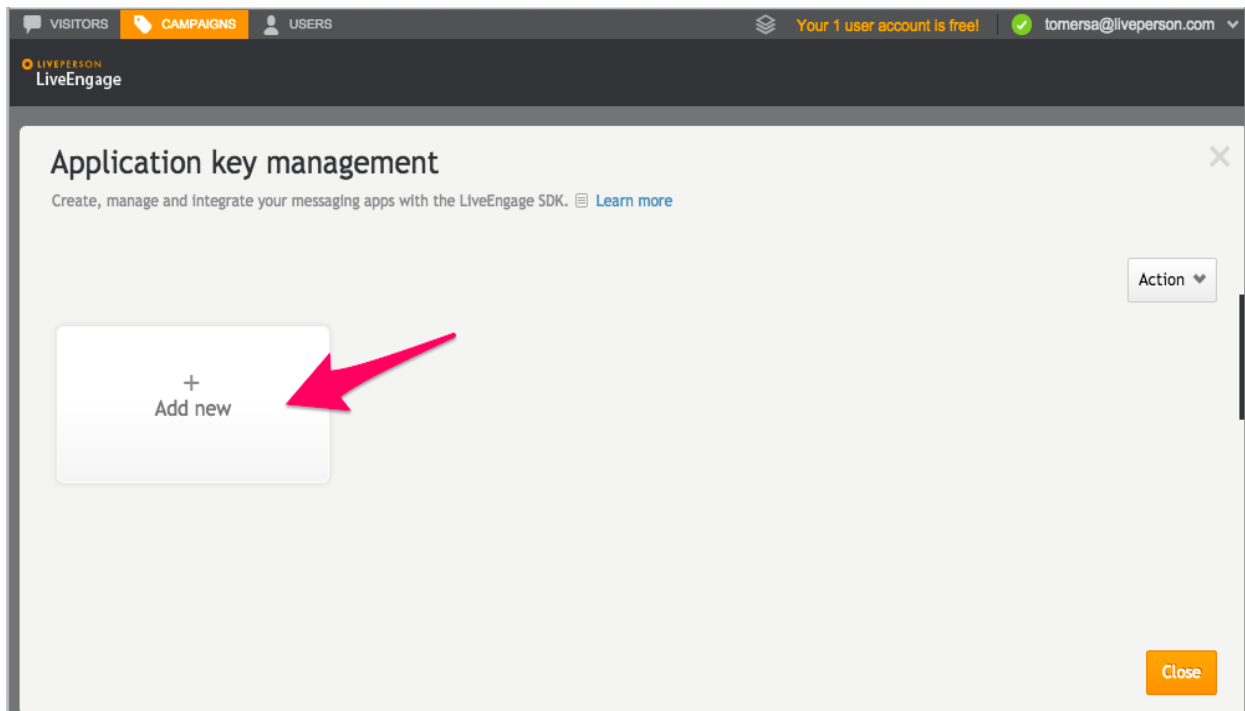 VISITORS CAMPAIGNS USERS Your 1 user account is free! tomersa@liveperson.com
LIVEPERSON
LiveEngage
Application key management
Create, manage and integrate your messaging apps with the LiveEngage SDK. Learn more
Action
+
Add new
Close